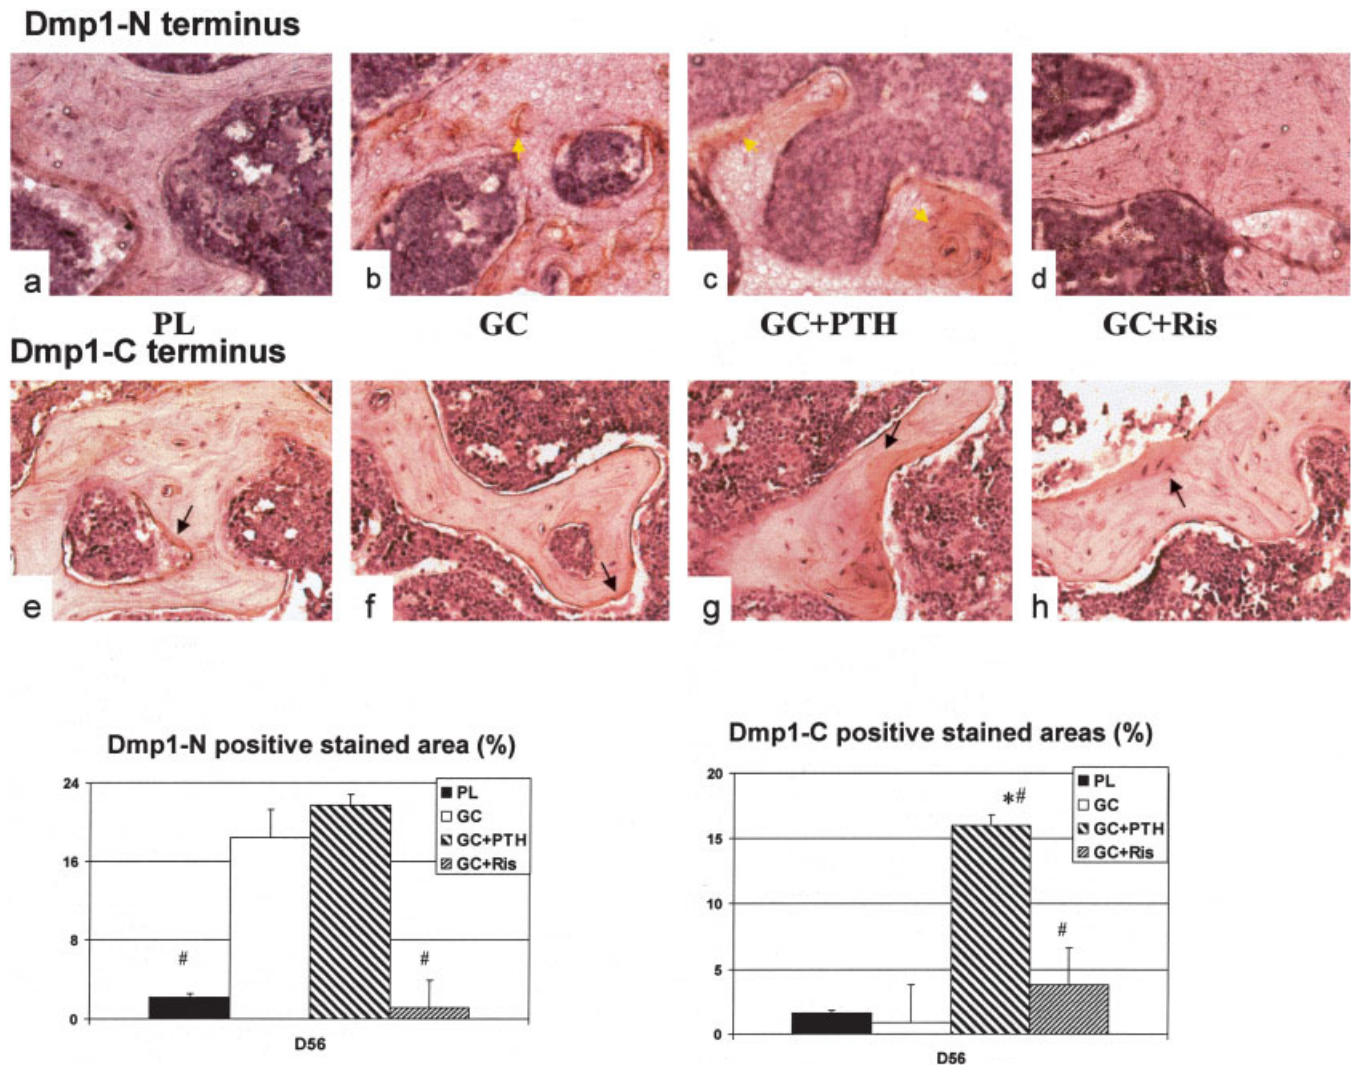 Dmp1-N terminus
a b c d
PL GC GC+PTH GC+Ris
Dmp1-C terminus
e f g h
Dmp1-N positive stained area (%)
24
16
8
0
# #
PL
GC
GC+PTH
GC+Ris
D56
Dmp1-C positive stained areas (%)
20
15
10
5
0
*#
#
PL
GC
GC+PTH
GC+Ris
D56